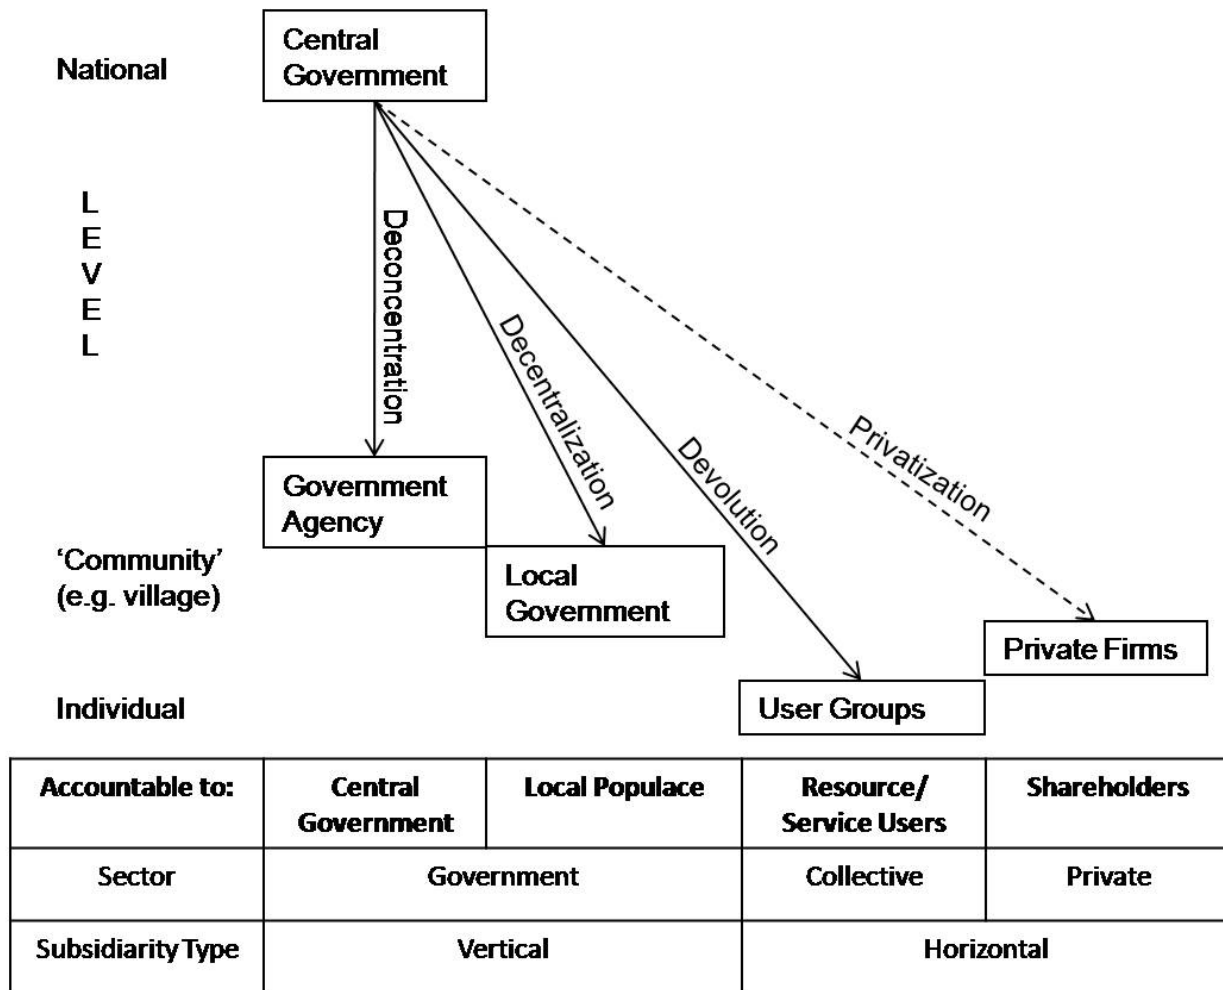 Central
Government
National
L
E
V
E
L
Deconcentration
Decentralization
Devolution
Privatization
Government
Agency
'Community'
(e.g. village)
Local
Government
Private Firms
Individual
User Groups
Accountable to:
Central
Government
Local Populace
Resource/
Service Users
Shareholders
Sector
Government
Collective
Private
Subsidiarity Type
Vertical
Horizontal